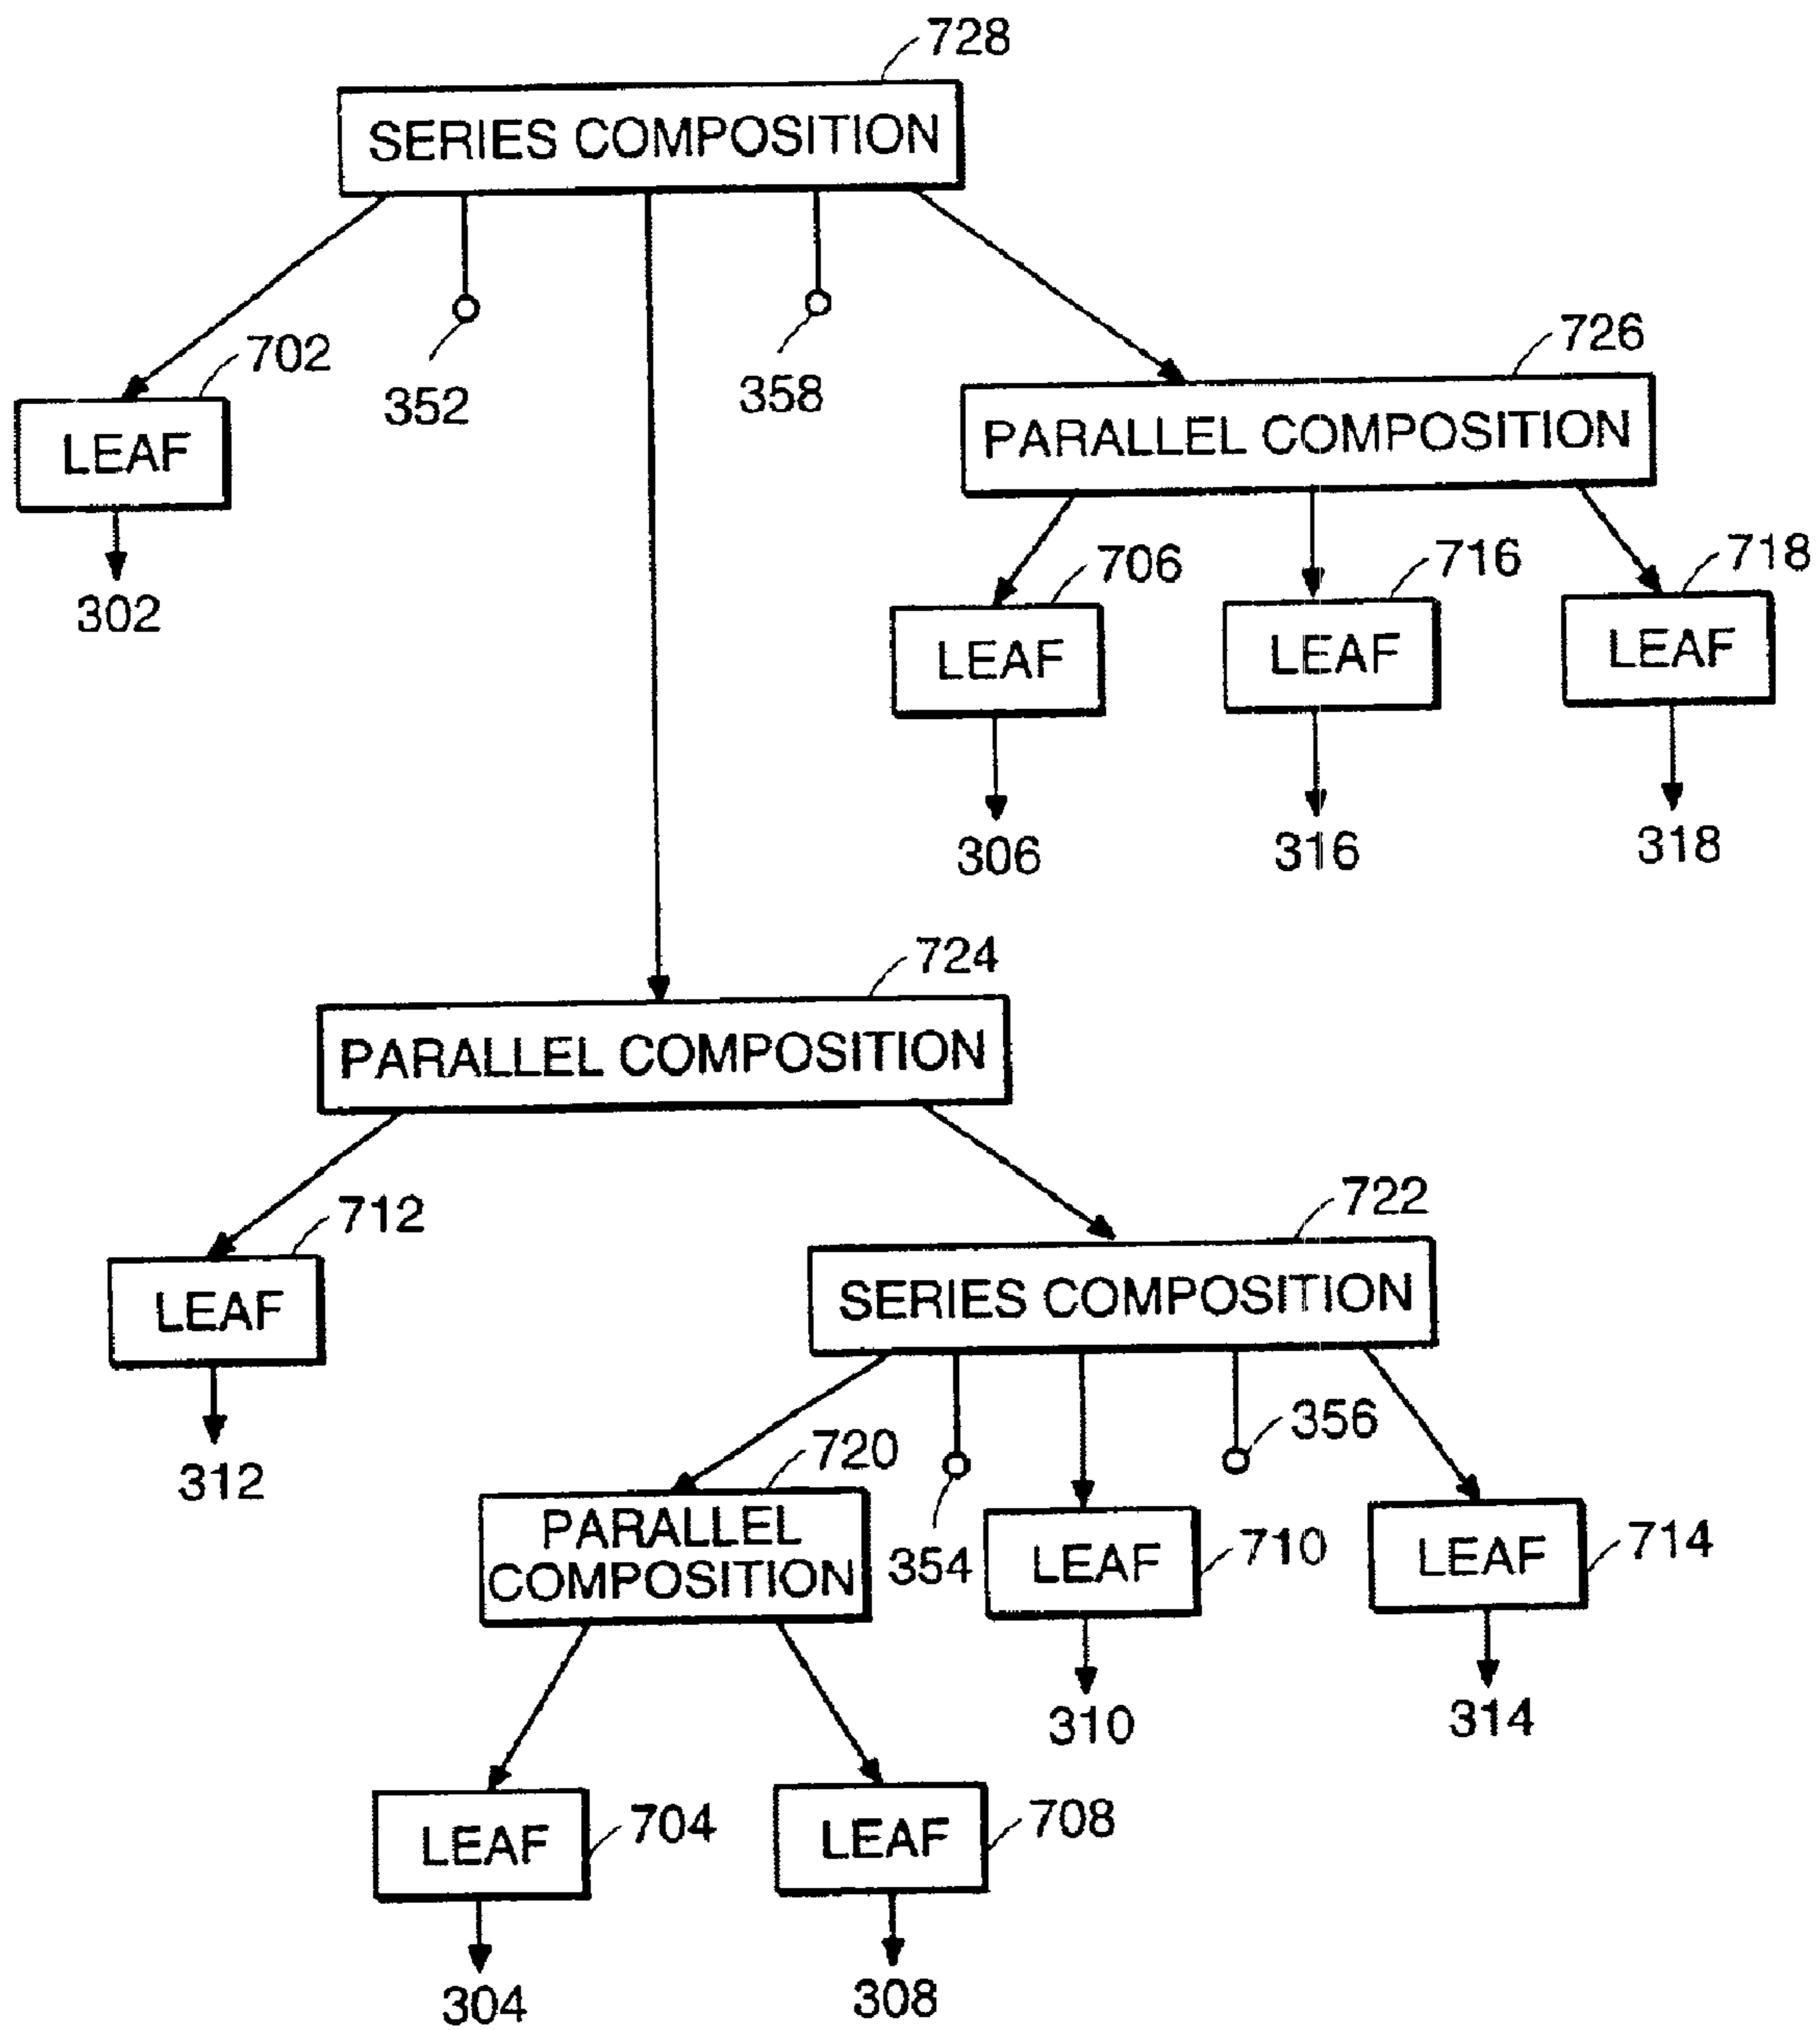 728
SERIES COMPOSITION
702
352
358
726
LEAF
PARALLEL COMPOSITION
302
706
716
718
LEAF
LEAF
LEAF
306
316
318
724
PARALLEL COMPOSITION
712
722
LEAF
SERIES COMPOSITION
312
720
356
PARALLEL
COMPOSITION
354
LEAF
710
LEAF
714
310
314
LEAF
704
LEAF
708
304
308